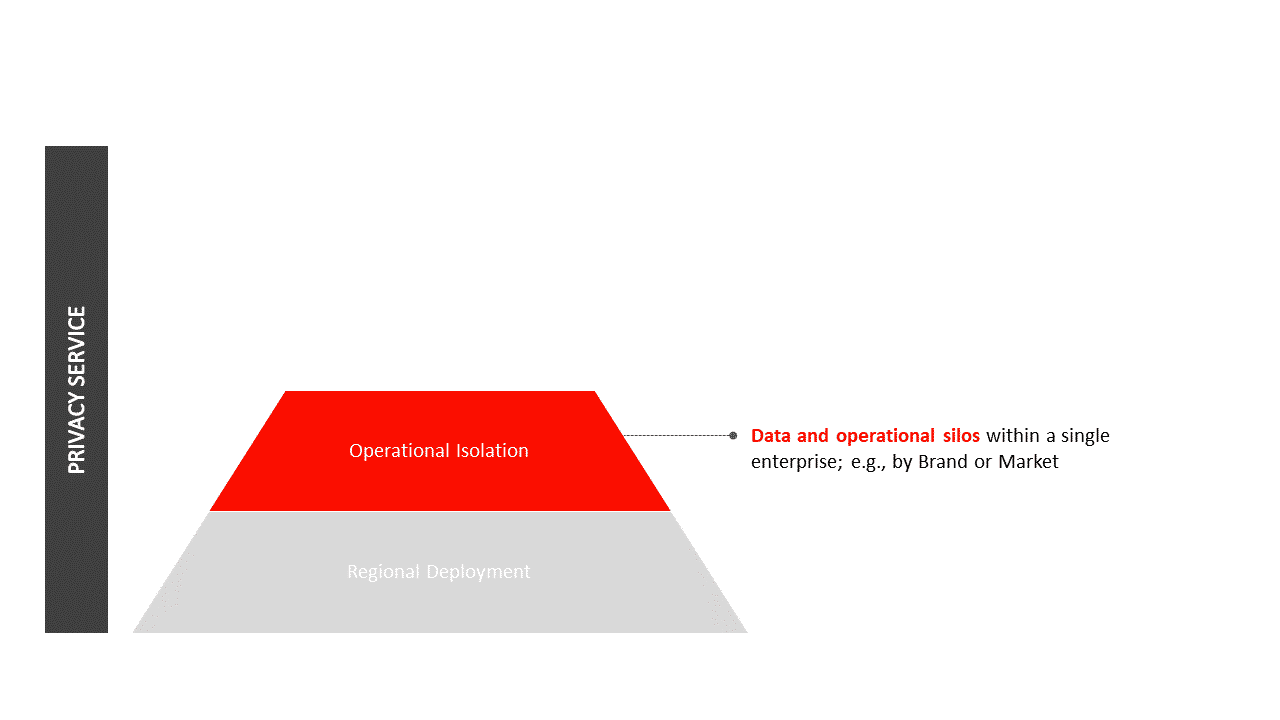 PRIVACY SERVICE
Operational Isolation
Data and operational silos within a single
enterprise; e.g., by Brand or Market
Regional Deployment